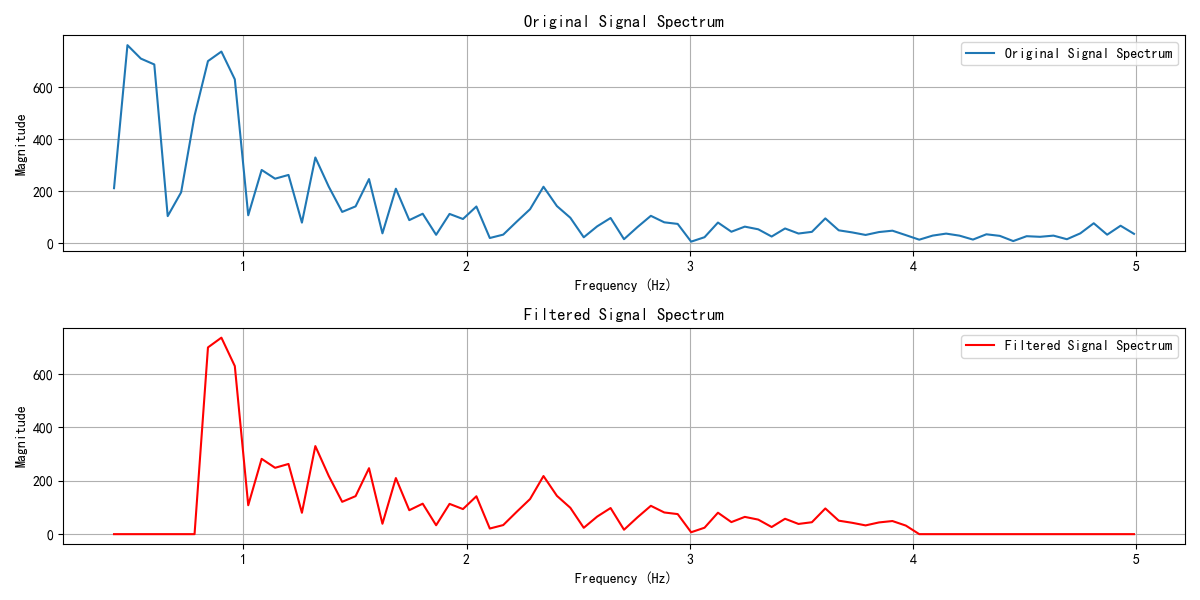 Original Signal Spectrum
Original Signal Spectrum
Magnitude
600
400
200
0
1
2
3
4
5
Frequency (Hz)
Filtered Signal Spectrum
Filtered Signal Spectrum
Magnitude
600
400
200
0
1
2
3
4
5
Frequency (Hz)